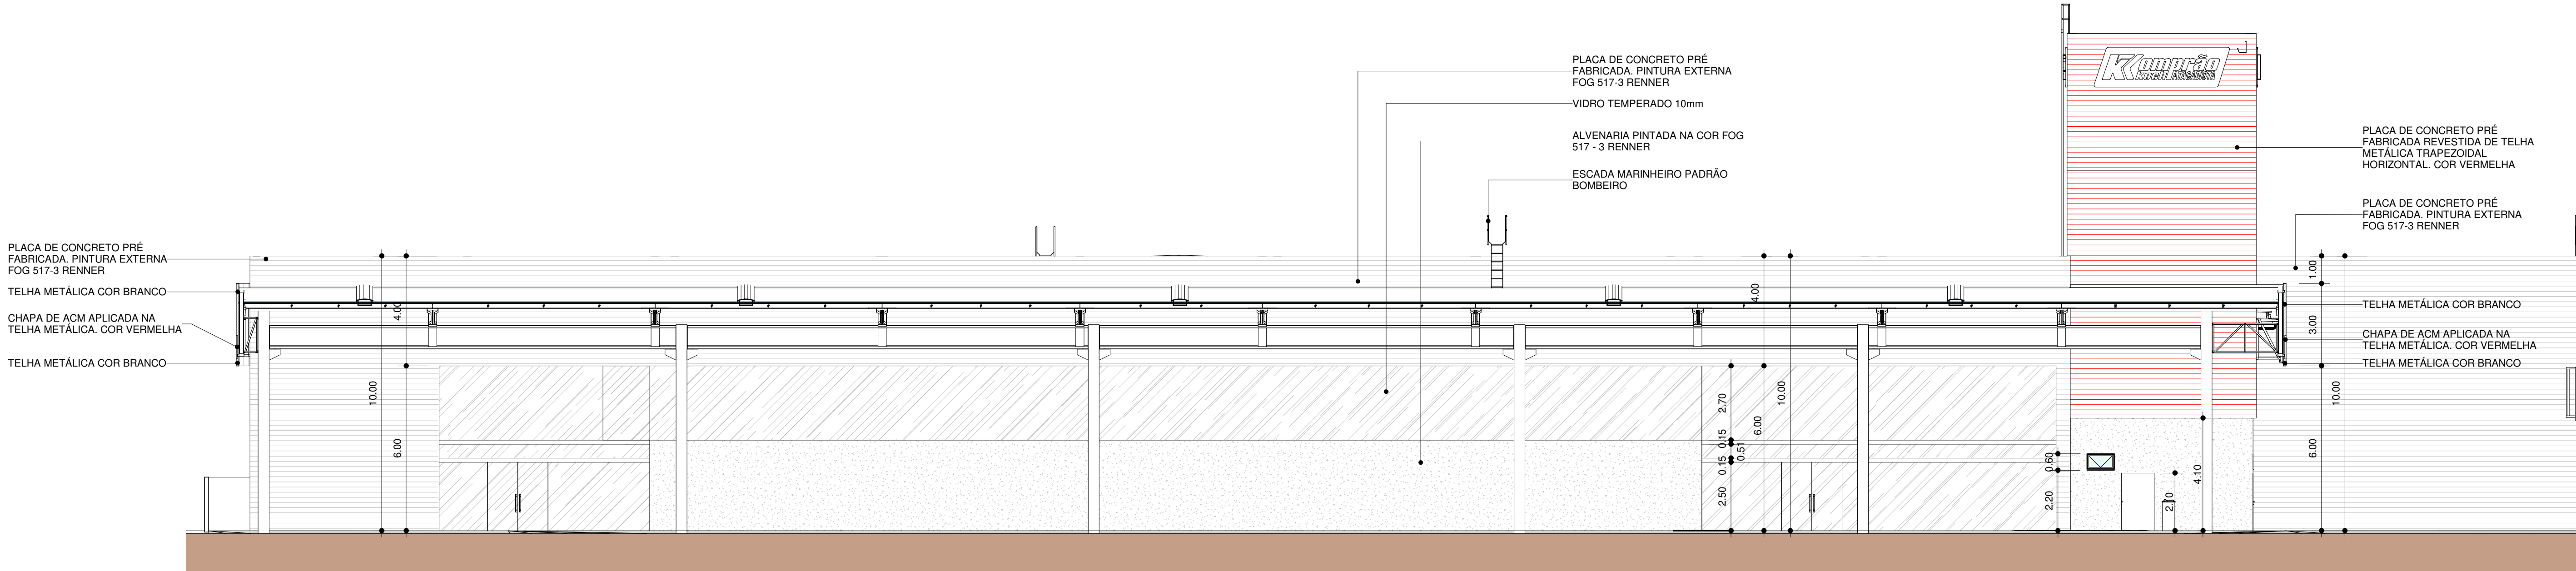 PLACA DE CONCRETO PRÉ
FABRICADA. PINTURA EXTERNA
FOG 517-3 RENNER
TELHA METÁLICA COR BRANCO
CHAPA DE ACM APLICADA NA
TELHA METÁLICA. COR VERMELHA
TELHA METÁLICA COR BRANCO
10.00
4.00
6.00
PLACA DE CONCRETO PRÉ
FABRICADA. PINTURA EXTERNA
FOG 517-3 RENNER
VIDRO TEMPERADO 10mm
ALVENARIA PINTADA NA COR FOG
517 - 3 RENNER
ESCADA MARINHEIRO PADRÃO
BOMBEIRO
2.70
0.15
0.51
0.15
2.50
4.00
6.00
10.00
Komprão
Koch ATACADISTA
0.60
2.20
2.10
4.10
PLACA DE CONCRETO PRÉ
FABRICADA REVESTIDA DE TELHA
METÁLICA TRAPEZOIDAL
HORIZONTAL. COR VERMELHA
PLACA DE CONCRETO PRÉ
FABRICADA. PINTURA EXTERNA
FOG 517-3 RENNER
1.00
3.00
6.00
10.00
TELHA METÁLICA COR BRANCO
CHAPA DE ACM APLICADA NA
TELHA METÁLICA. COR VERMELHA
TELHA METÁLICA COR BRANCO